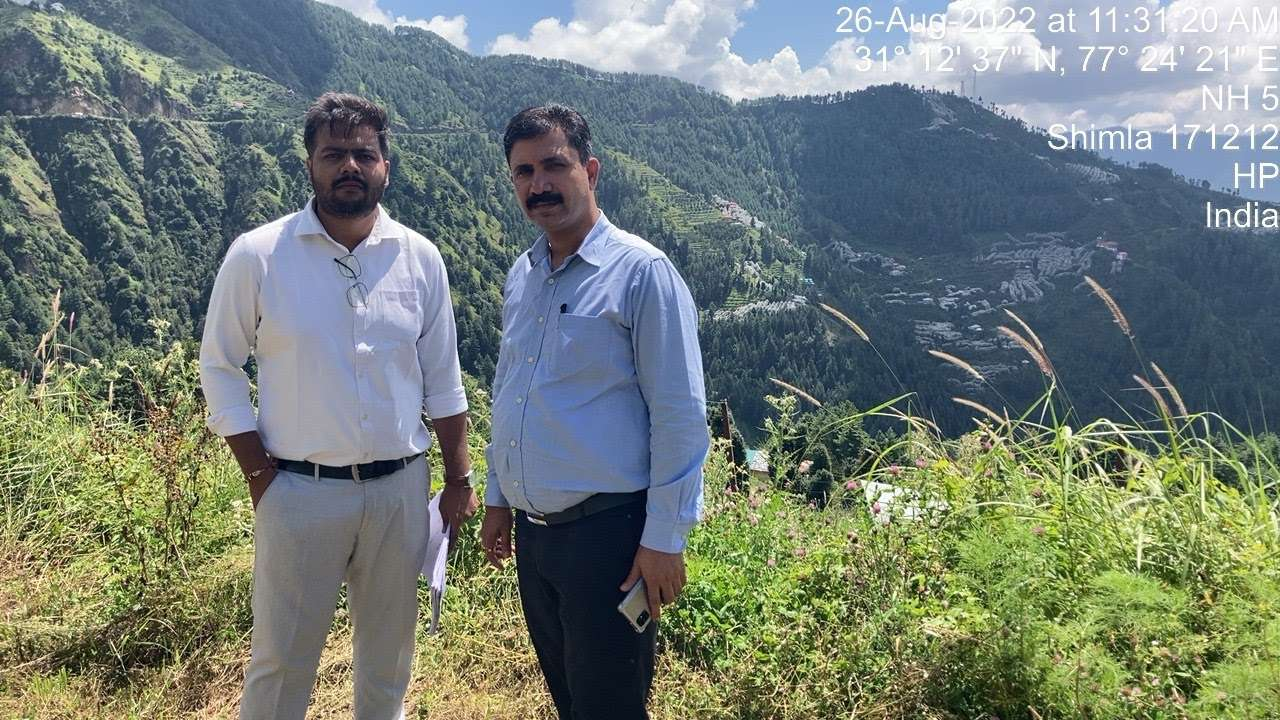 26-Aug-2022 at 11:31:20 AM
31° 12' 37" N, 77° 24' 21" E
NH 5
Shimla 171212
HP
India